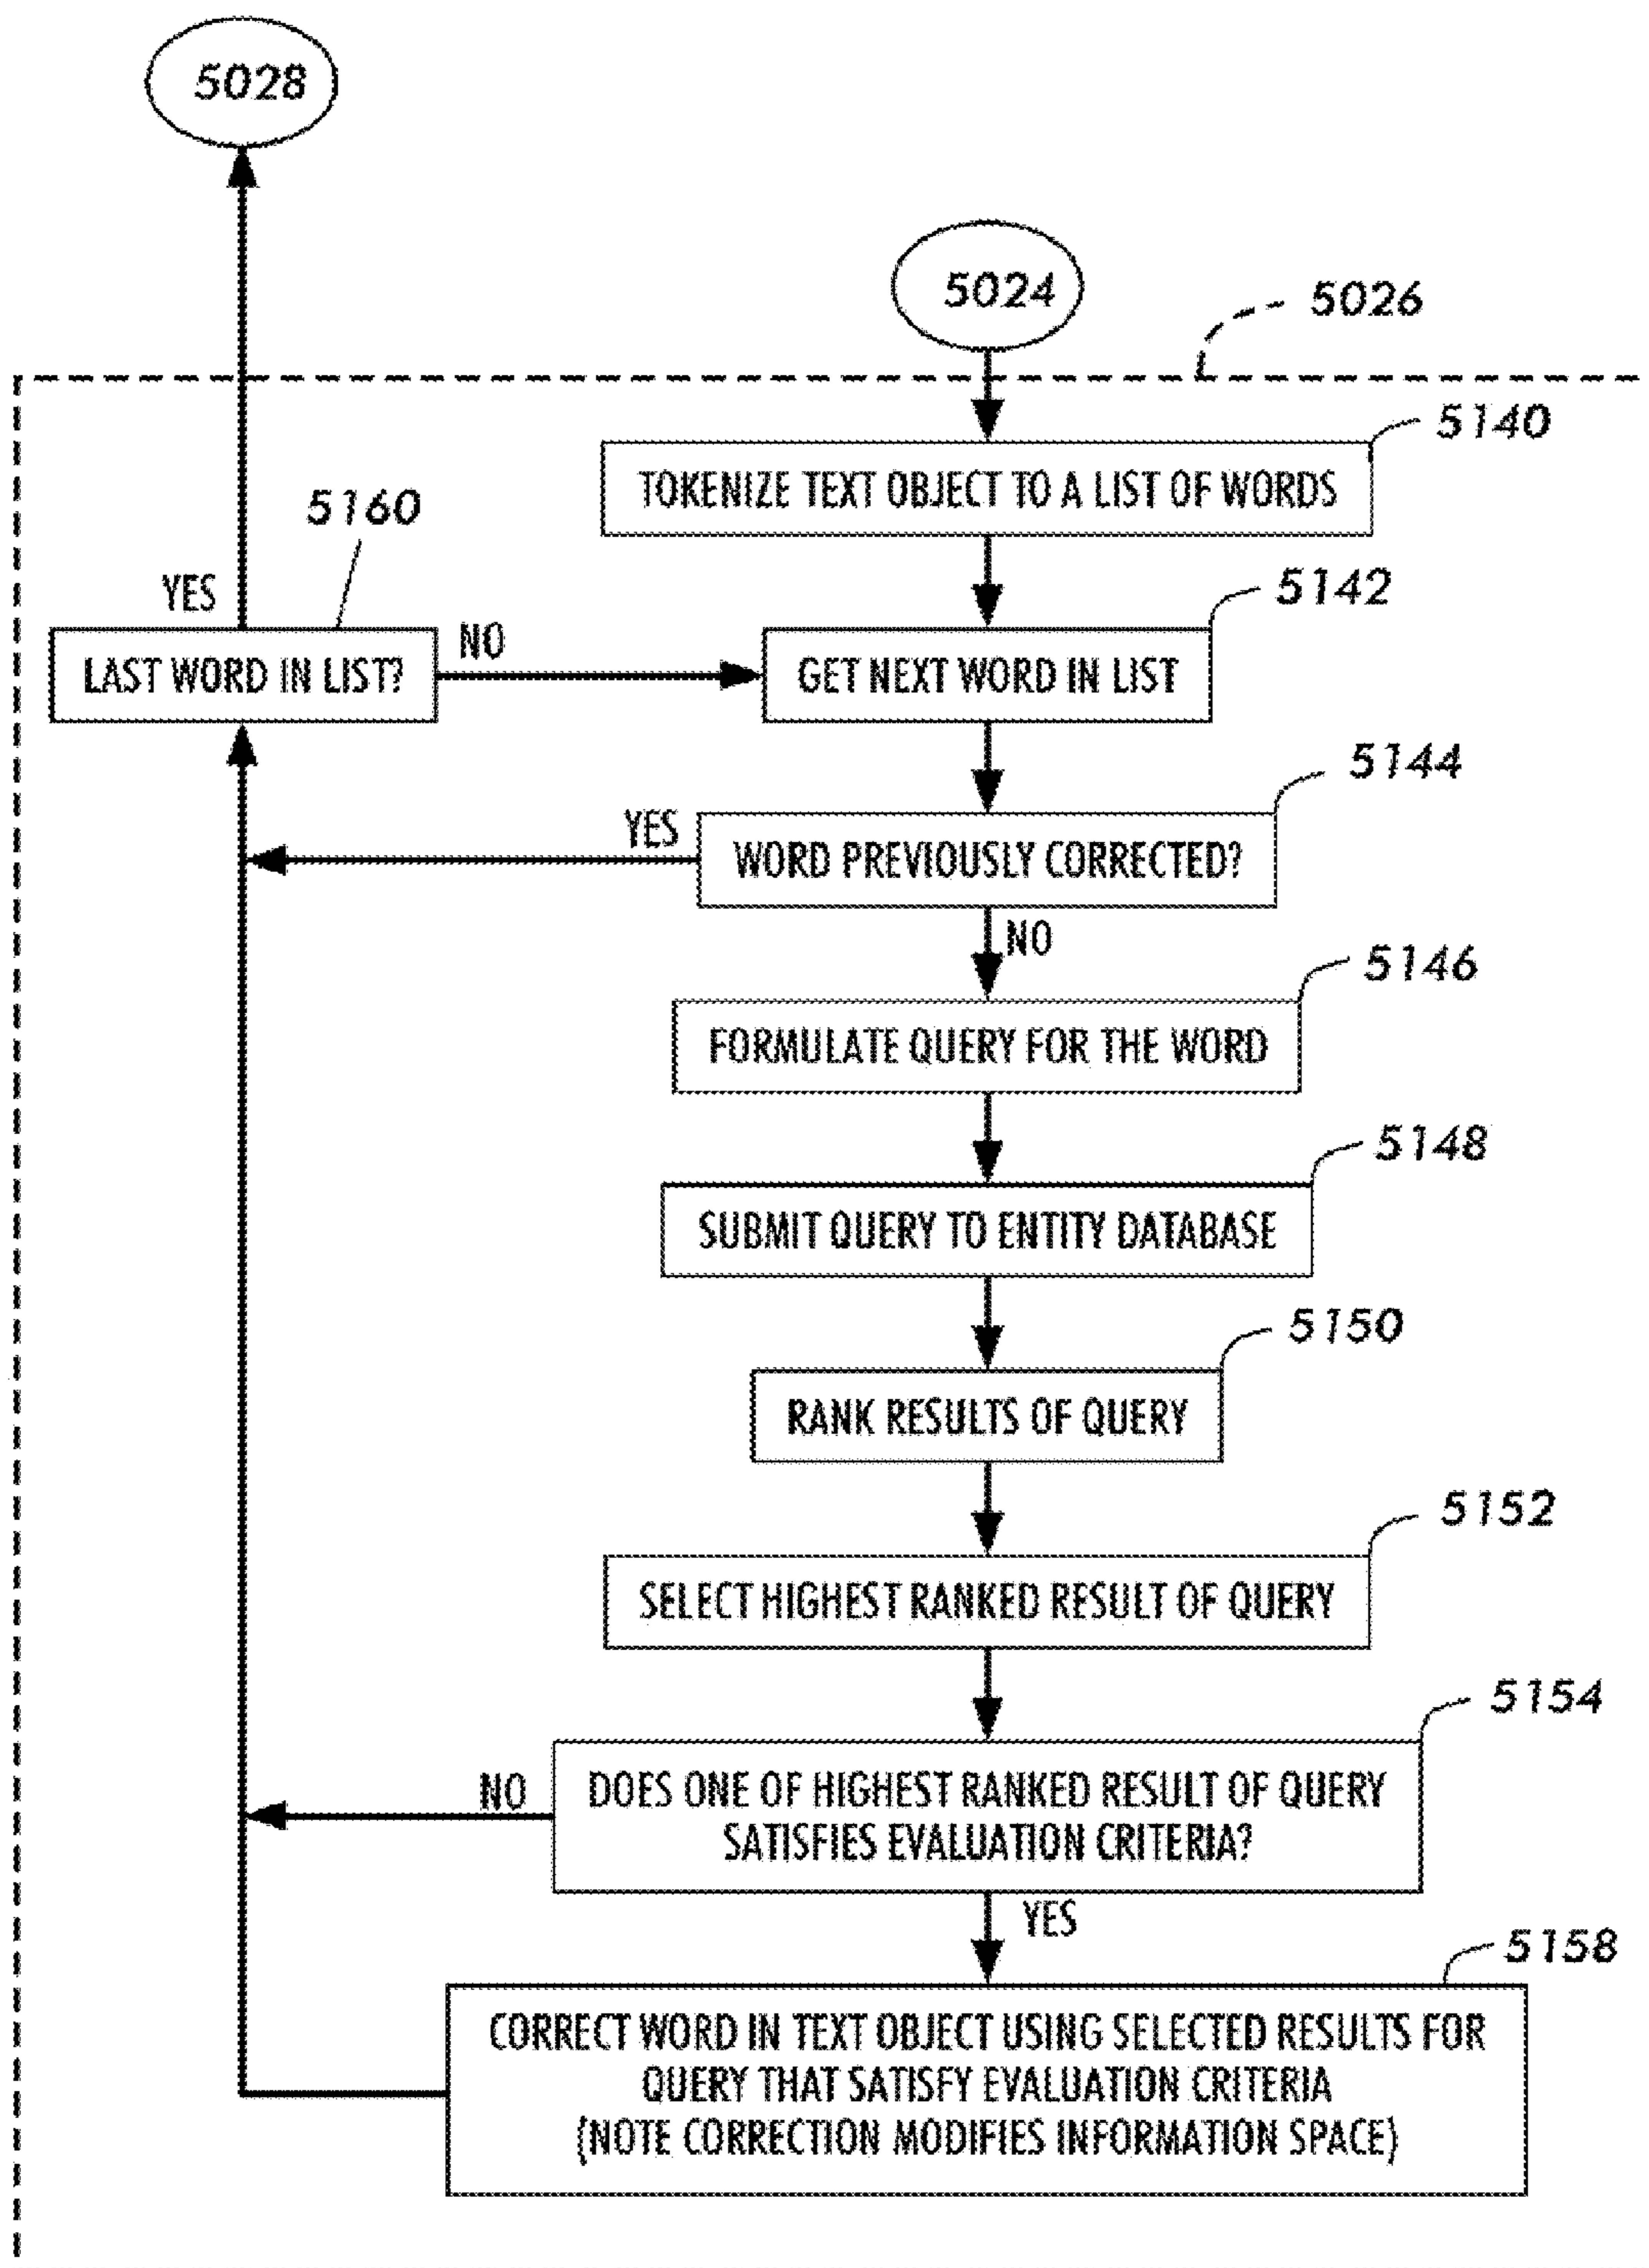 5028
5024
5026
5140
TOKENIZE TEXT OBJECT TO A LIST OF WORDS
5160
5142
YES
NO
LAST WORD IN LIST?
GET NEXT WORD IN LIST
5144
YES
WORD PREVIOUSLY CORRECTED?
NO
5146
FORMULATE QUERY FOR THE WORD
5148
SUBMIT QUERY TO ENTITY DATABASE
5150
RANK RESULTS OF QUERY
5152
SELECT HIGHEST RANKED RESULT OF QUERY
5154
NO
DOES ONE OF HIGHEST RANKED RESULT OF QUERY
SATISFIES EVALUATION CRITERIA?
YES
5158
CORRECT WORD IN TEXT OBJECT USING SELECTED RESULTS FOR
QUERY THAT SATISFY EVALUATION CRITERIA
(NOTE CORRECTION MODIFIES INFORMATION SPACE)